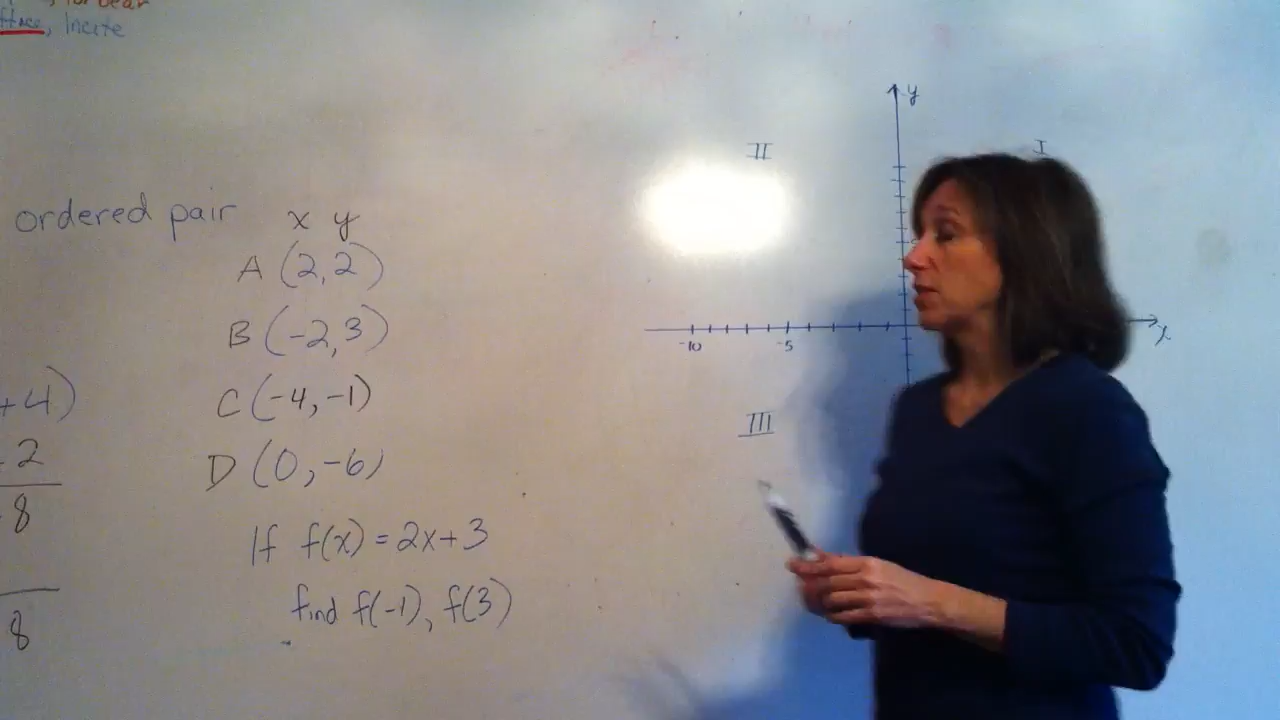 , Incite
ordered pair x y
A (2,2)
B (-2,3)
C (-4,-1)
D (0,-6)
If f(x) = 2x+3
find f(-1), f(3)
+4)
2
8
8
y
II
I
-10
-5
x
III